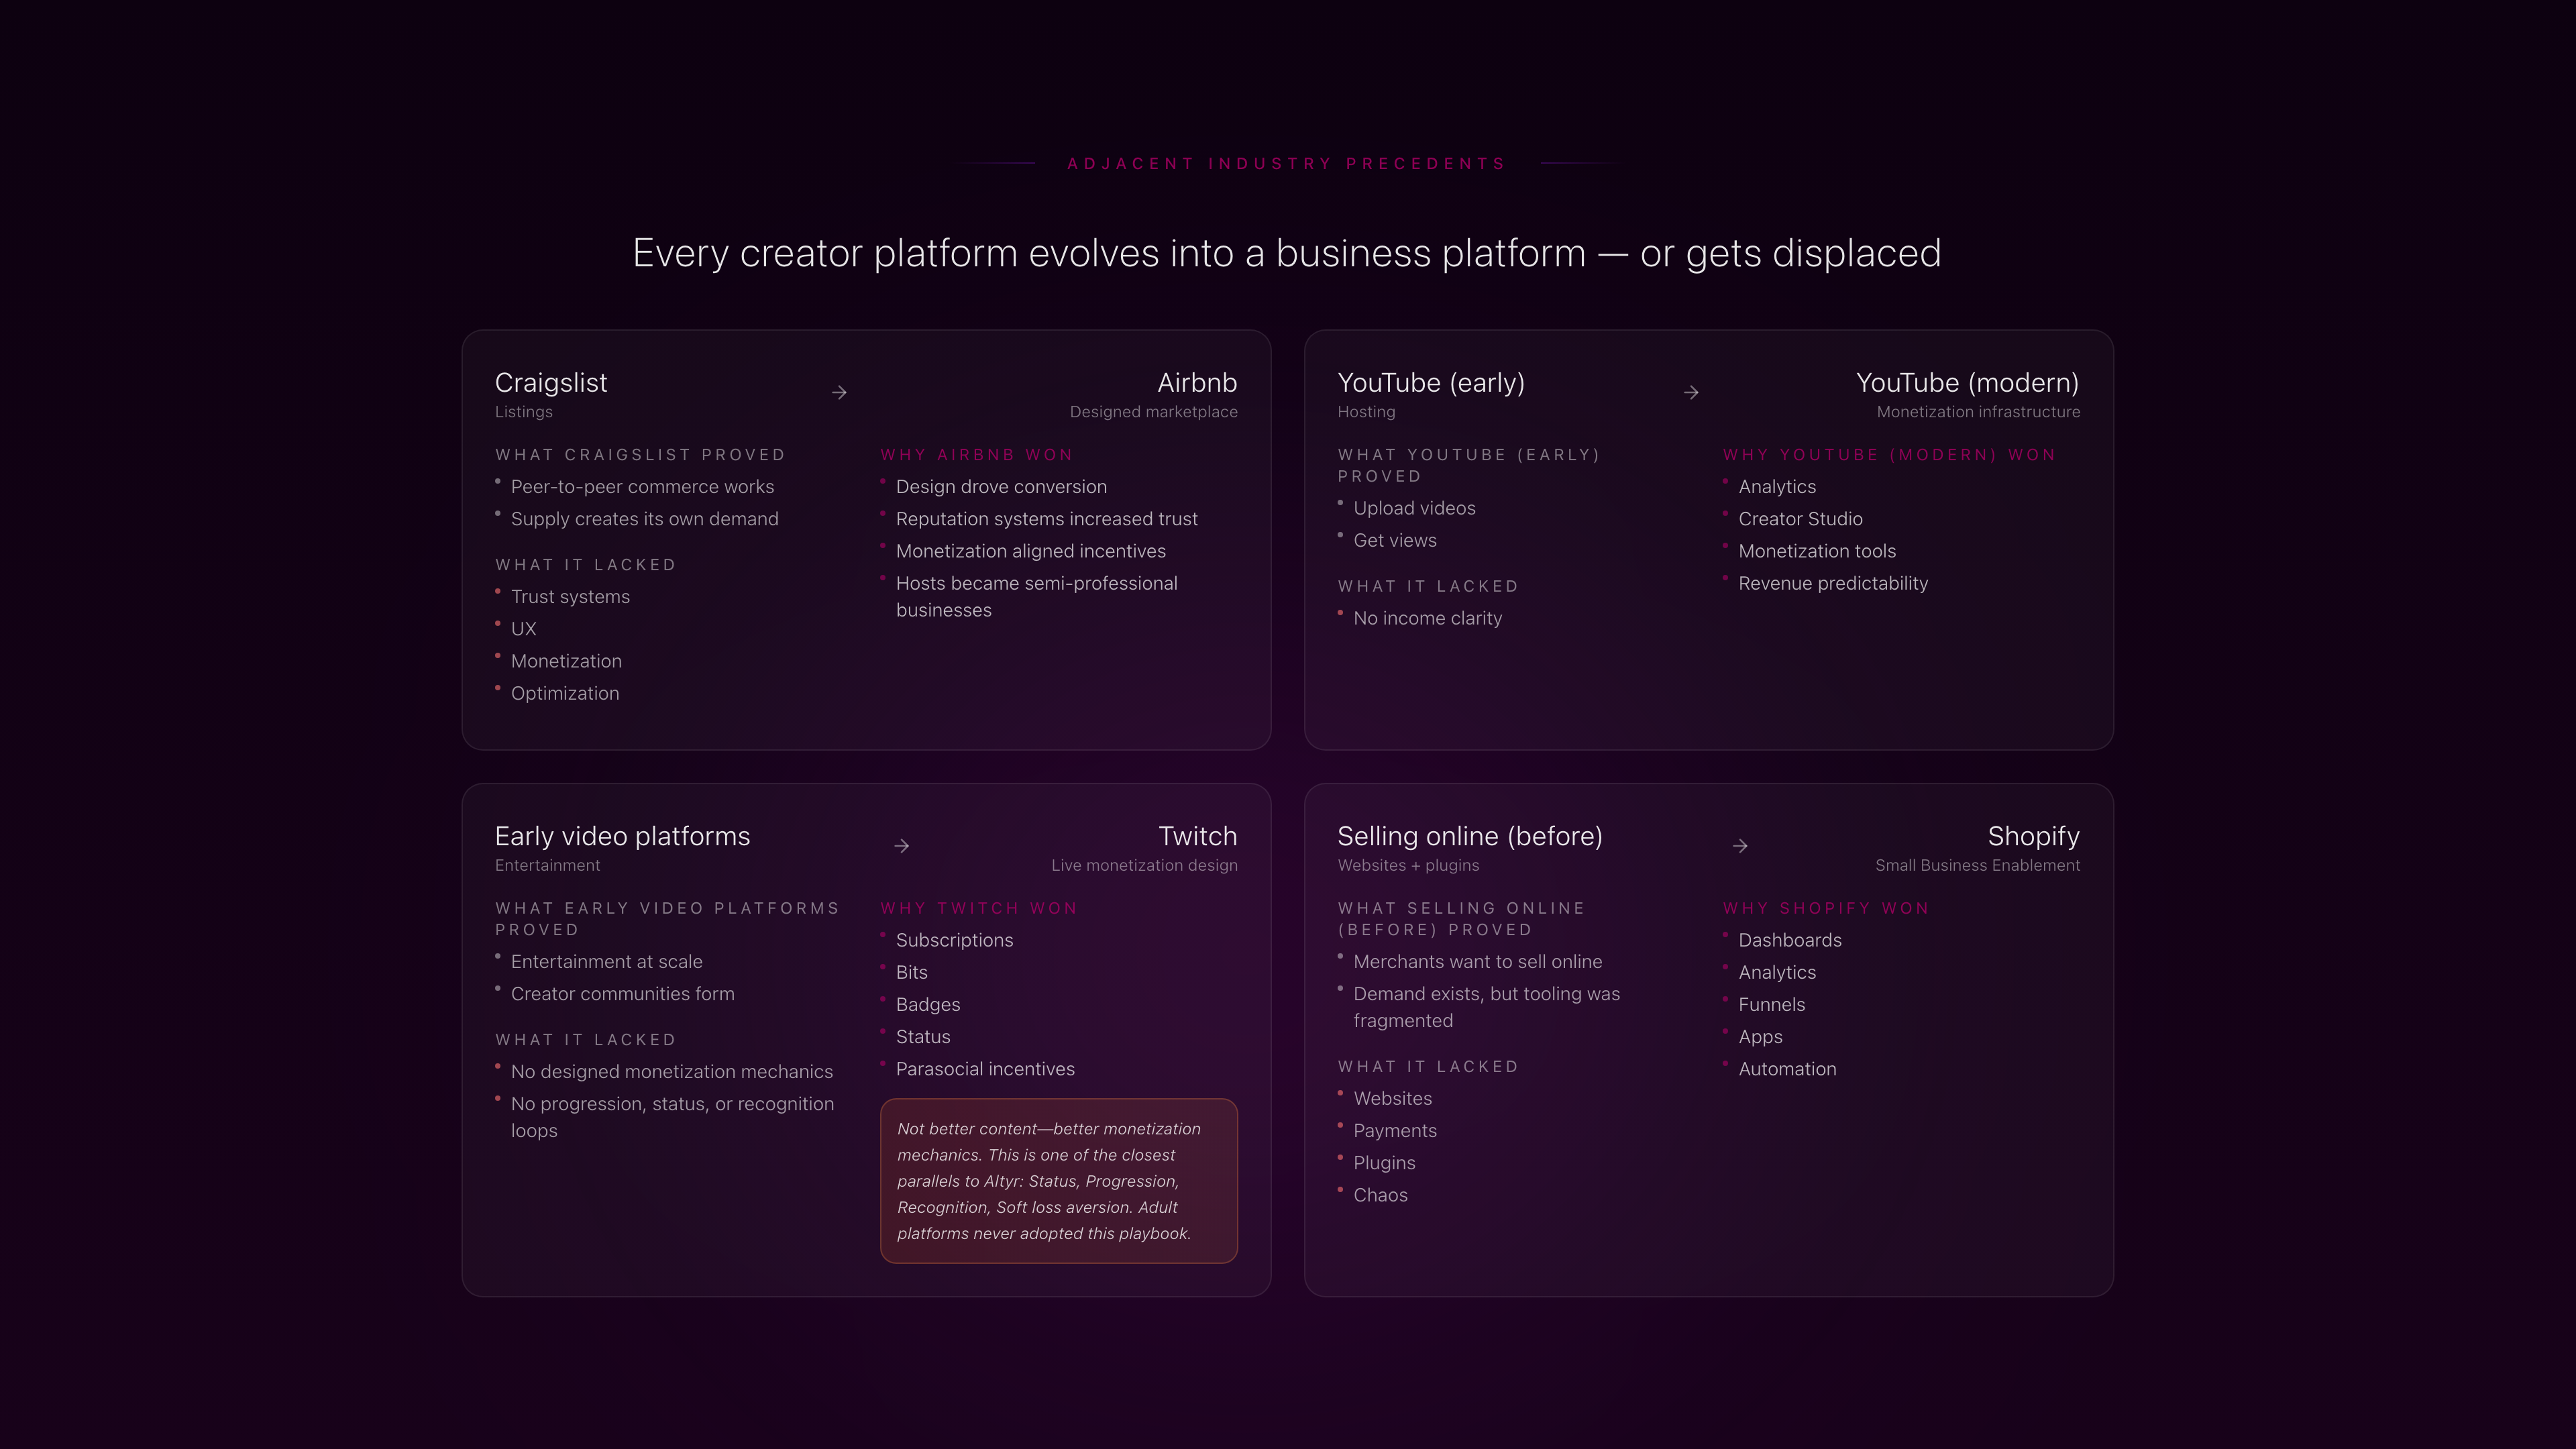 ADJACENT INDUSTRY PRECEDENTS
Every creator platform evolves into a business platform — or gets displaced
Craigslist
Listings
→
Airbnb
Designed marketplace
WHAT CRAIGSLIST PROVED
• Peer-to-peer commerce works
• Supply creates its own demand
WHAT IT LACKED
• Trust systems
• UX
• Monetization
• Optimization
WHY AIRBNB WON
• Design drove conversion
• Reputation systems increased trust
• Monetization aligned incentives
• Hosts became semi-professional
businesses
YouTube (early)
Hosting
→
YouTube (modern)
Monetization infrastructure
WHAT YOUTUBE (EARLY)
PROVED
• Upload videos
• Get views
WHAT IT LACKED
• No income clarity
WHY YOUTUBE (MODERN) WON
• Analytics
• Creator Studio
• Monetization tools
• Revenue predictability
Early video platforms
Entertainment
→
Twitch
Live monetization design
WHAT EARLY VIDEO PLATFORMS
PROVED
• Entertainment at scale
• Creator communities form
WHAT IT LACKED
• No designed monetization mechanics
• No progression, status, or recognition
loops
WHY TWITCH WON
• Subscriptions
• Bits
• Badges
• Status
• Parasocial incentives
Not better content—better monetization
mechanics. This is one of the closest
parallels to Altyr: Status, Progression,
Recognition, Soft loss aversion. Adult
platforms never adopted this playbook.
Selling online (before)
Websites + plugins
→
Shopify
Small Business Enablement
WHAT SELLING ONLINE
(BEFORE) PROVED
• Merchants want to sell online
• Demand exists, but tooling was
fragmented
WHAT IT LACKED
• Websites
• Payments
• Plugins
• Chaos
WHY SHOPIFY WON
• Dashboards
• Analytics
• Funnels
• Apps
• Automation